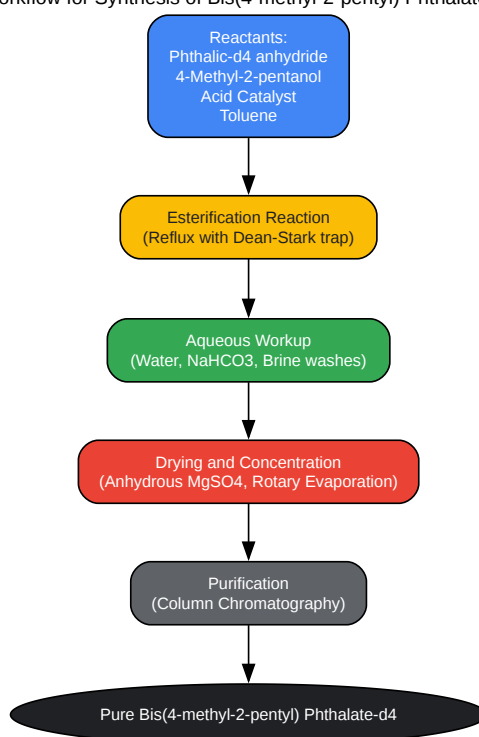 orkflow for Synthesis of Bis(4-methyl-2-pentyl) Phthalate-
Reactants:
Phthalic-d4 anhydride
4-Methyl-2-pentanol
Acid Catalyst
Toluene
Esterification Reaction
(Reflux with Dean-Stark trap)
Aqueous Workup
(Water, NaHCO3, Brine washes)
Drying and Concentration
(Anhydrous MgSO4, Rotary Evaporation)
Purification
(Column Chromatography)
Pure Bis(4-methyl-2-pentyl) Phthalate-d4